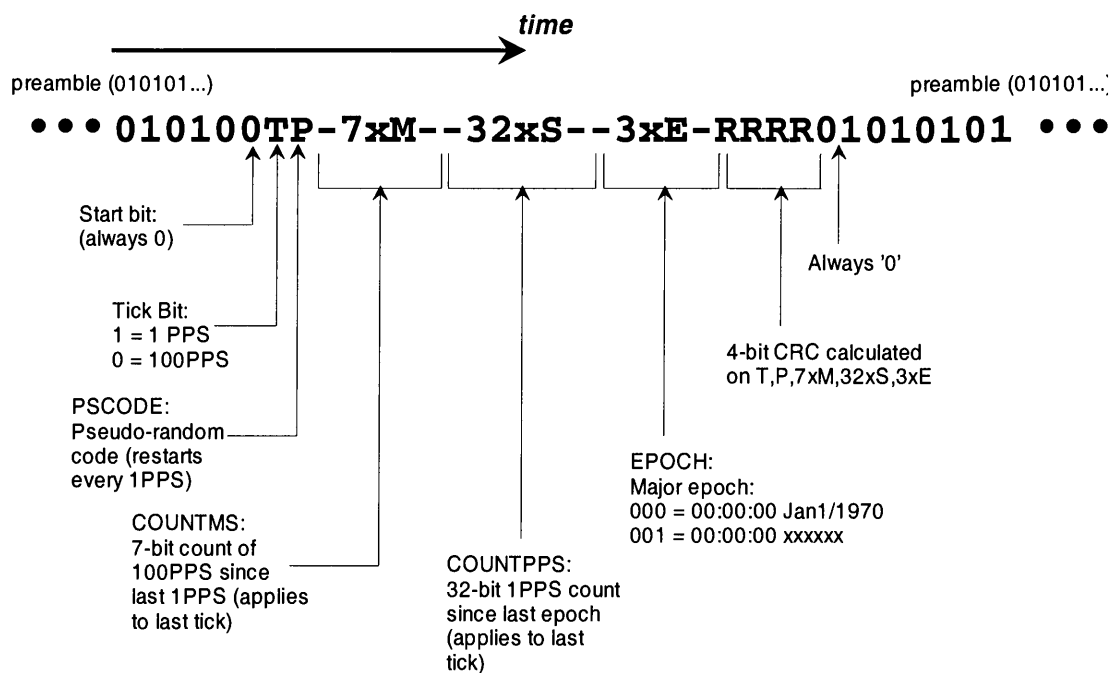 time
preamble (010101...)
preamble (010101...)
•••010100TP-7xM--32xS--3xE-RRRR01010101•••
Start bit:
(always 0)
Always '0'
Tick Bit:
1 = 1 PPS
0 = 100PPS
4-bit CRC calculated
on T,P,7xM,32xS,3xE
PSCODE:
Pseudo-random
code (restarts
every 1PPS)
EPOCH:
Major epoch:
000 = 00:00:00 Jan1/1970
001 = 00:00:00 xxxxxx
COUNTMS:
7-bit count of
100PPS since
last 1PPS (applies
to last tick)
COUNTPPS:
32-bit 1PPS count
since last epoch
(applies to last
tick)